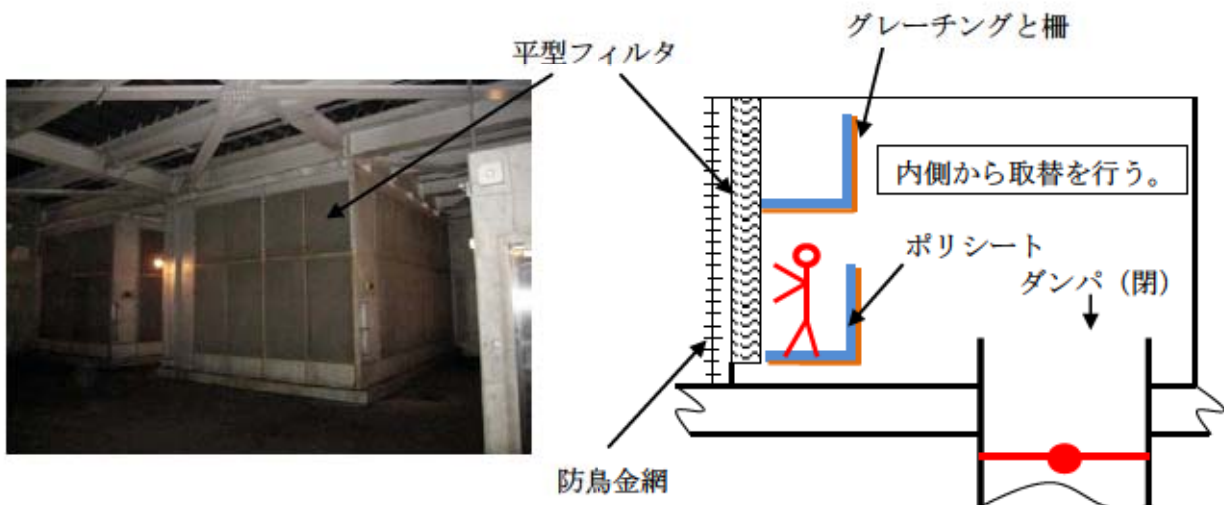 グレーチングと柵
平型フィルタ
内側から取替を行う。
ポリシート
ダンパ（閉）
防鳥金網